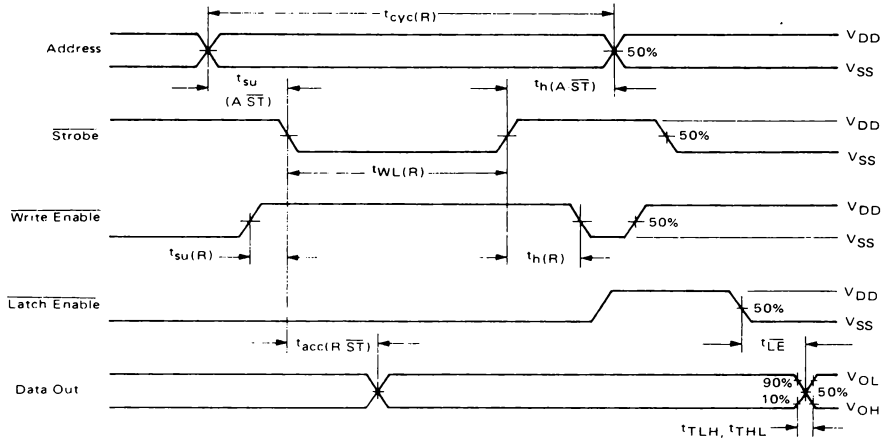 tcyc(R)
Address
VDD
50%
VSS
tsu
(A ST)
th(A ST)
Strobe
VDD
50%
VSS
tWL(R)
Write Enable
VDD
50%
VSS
tsu(R)
th(R)
Latch Enable
VDD
50%
VSS
tacc(R ST)
tLE
Data Out
90%
VOL
50%
10%
VOH
tTLH, tTHL